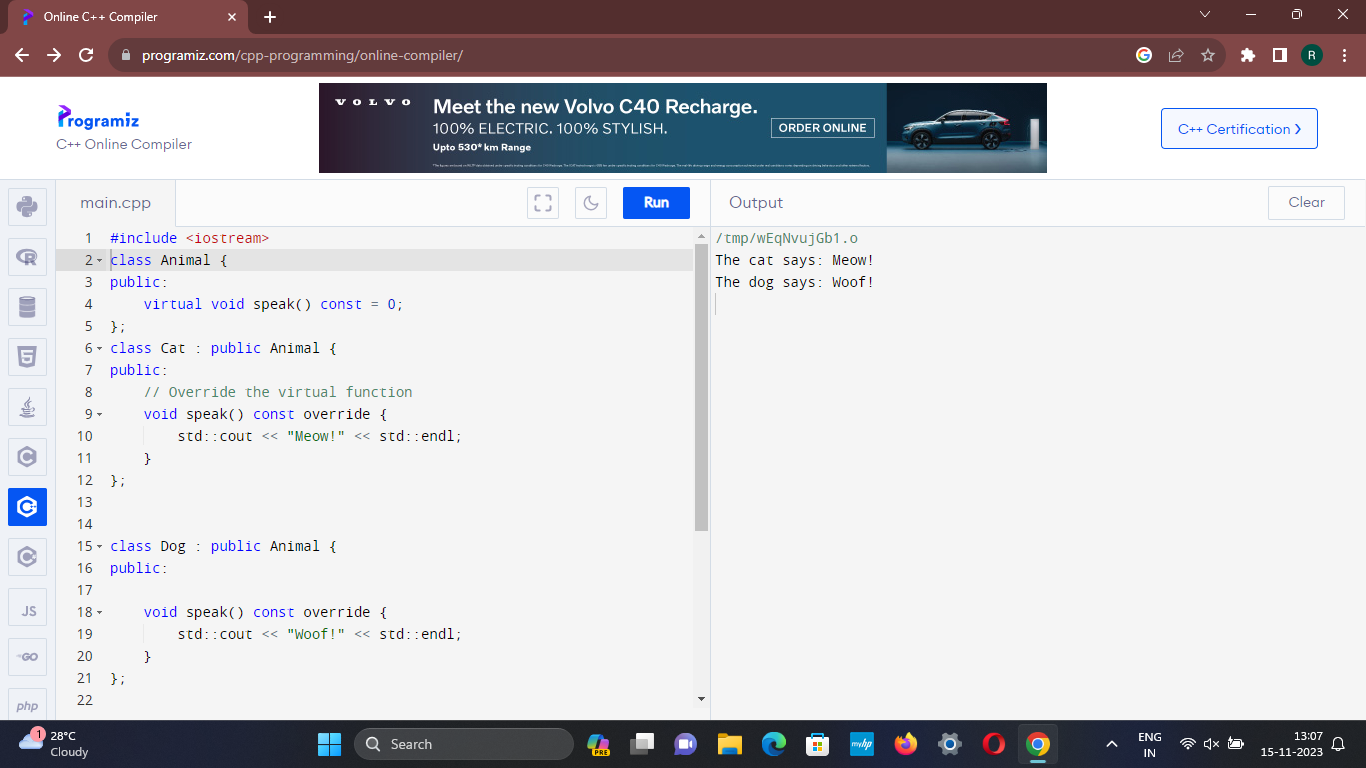 Online C++ Compiler
programiz.com/cpp-programming/online-compiler/
R
Programiz
C++ Online Compiler
VOLVO
Meet the new Volvo C40 Recharge.
100% ELECTRIC. 100% STYLISH.
Upto 530* km Range
ORDER ONLINE
C++ Certification
main.cpp
Run
Output
Clear
1 #include <iostream>
2 class Animal {
3 public:
4     virtual void speak() const = 0;
5 };
6 class Cat : public Animal {
7 public:
8     // Override the virtual function
9     void speak() const override {
10         std::cout << "Meow!" << std::endl;
11     }
12 };
13
14
15 class Dog : public Animal {
16 public:
17
18     void speak() const override {
19         std::cout << "Woof!" << std::endl;
20     }
21 };
22
/tmp/wEqNvujGb1.o
The cat says: Meow!
The dog says: Woof!
JS
GO
php
1
28°C
Cloudy
Search
PRE
myhp
ENG
IN
13:07
15-11-2023